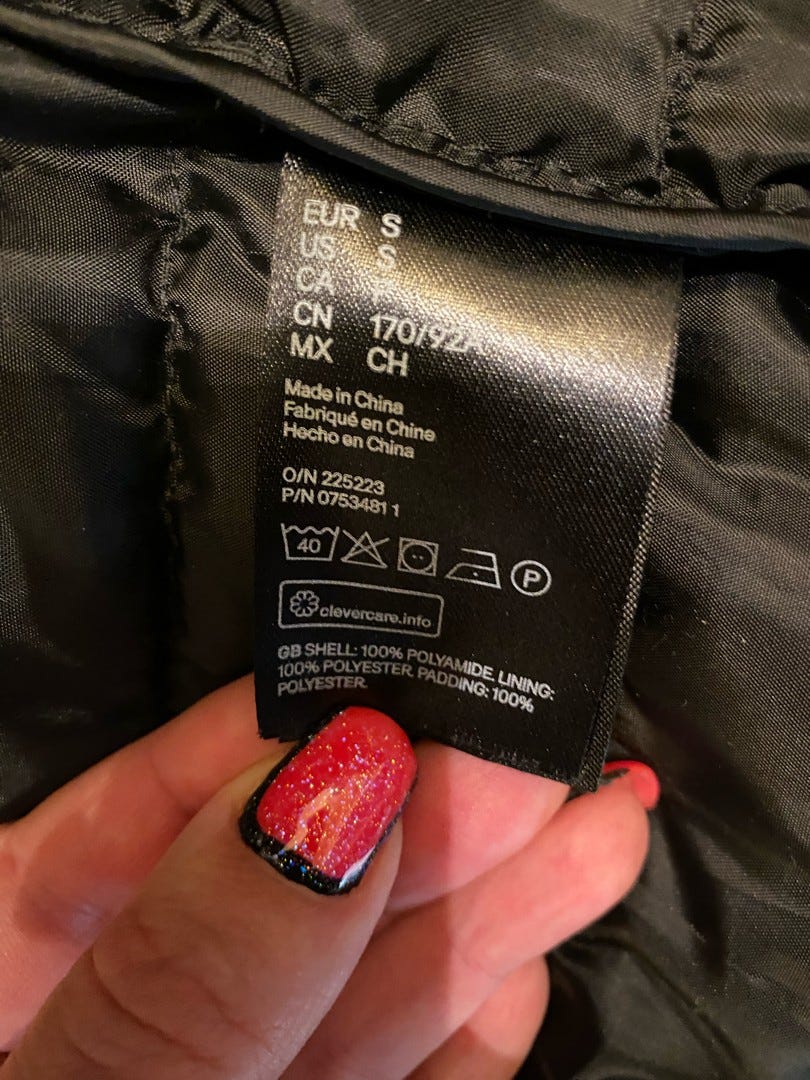 EUR S
US S
CA
CN 170/92A
MX CH
Made in China
Fabriqué en Chine
Hecho en China
O/N 225223
P/N 0753481 1
40 P
clevercare.info
GB SHELL: 100% POLYAMIDE. LINING:
100% POLYESTER. PADDING: 100%
POLYESTER.